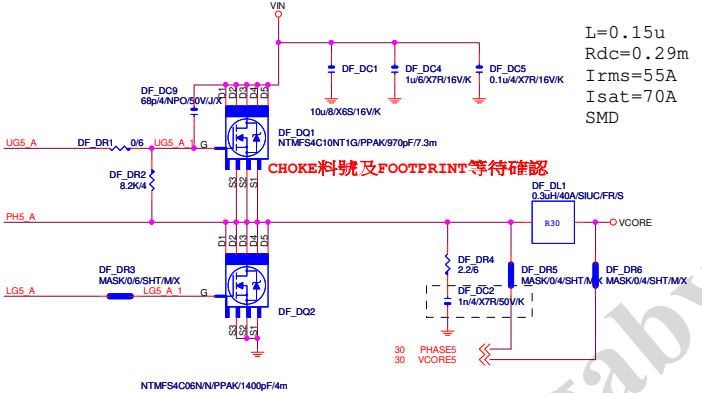 VIN
L=0.15u
Rdc=0.29m
Irms=55A
Isat=70A
SMD
DF_DC1
10u/8/X6S/16V/K
DF_DC4
1u/6/X7R/16V/K
DF_DC5
0.1u/4/X7R/16V/K
DF_DC9
68p/4/NPO/50V/J/X
D1
D2
D3
D4
D5
UG5_A
DF_DR1
0/6
UG5_A_1
G
DF_DQ1
NTMFS4C10NT1G/PPAK/970pF/7.3m
CHOKE料號及FOOTPRINT等待確認
DF_DR2
8.2K/4
S3
S2
S1
DF_DL1
0.3uH/40A/SIUC/FR/S
R30
VCORE
PH5_A
D1
D2
D3
D4
D5
DF_DR3
MASK/0/6/SHT/M/X
LG5_A
LG5_A_1
G
DF_DQ2
S3
S2
S1
DF_DR4
2.2/6
DF_DC2
1n/4/X7R/50V/K
DF_DR5
MASK/0/4/SHT/M/X
DF_DR6
MASK/0/4/SHT/M/X
30 PHASE5
30 VCORE5
NTMFS4C06N/N/PPAK/1400pF/4m